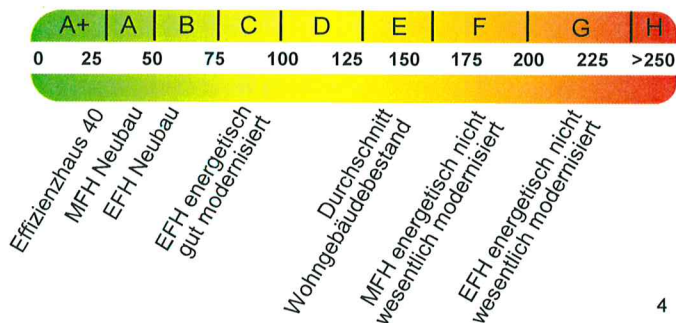 A+ A B C D E F G H
0 25 50 75 100 125 150 175 200 225 >250
Effizienzhaus 40
MFH Neubau
EFH Neubau
EFH energetisch
gut modernisiert
Durchschnitt
Wohngebäudebestand
MFH energetisch nicht
wesentlich modernisiert
EFH energetisch nicht
wesentlich modernisiert
4